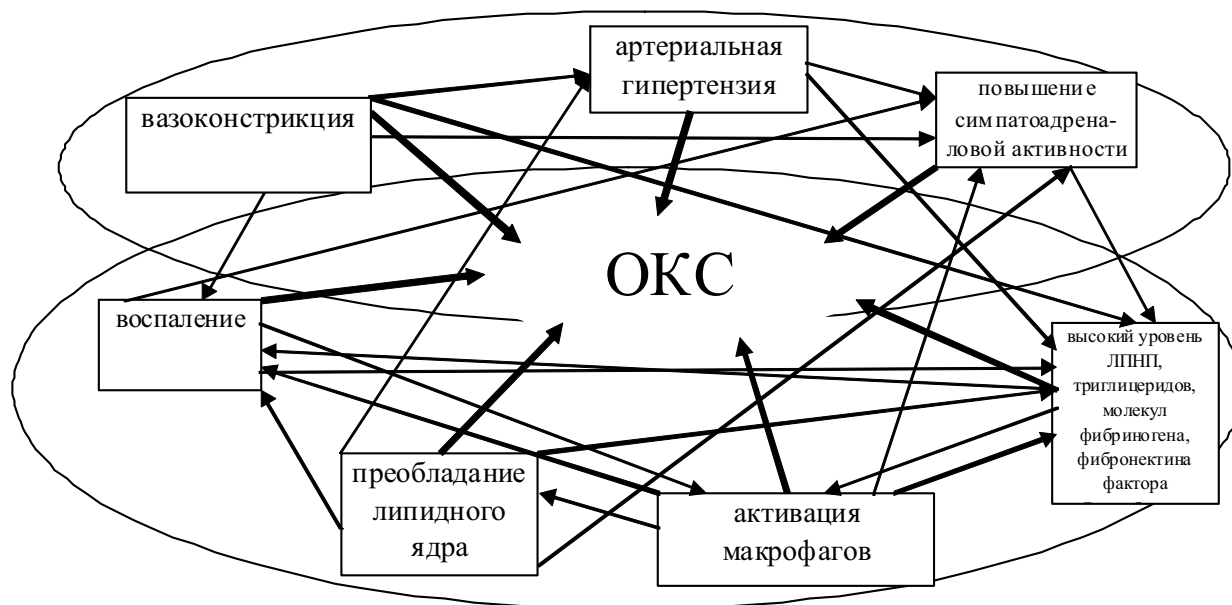 артериальная
гипертензия
вазоконстрикция
повышение
симпатоадрена-
ловой активности
ОКС
воспаление
высокий уровень
ЛПНП,
триглицеридов,
молекул
фибриногена,
фибронектина
фактора
преобладание
липидного
ядра
активация
макрофагов